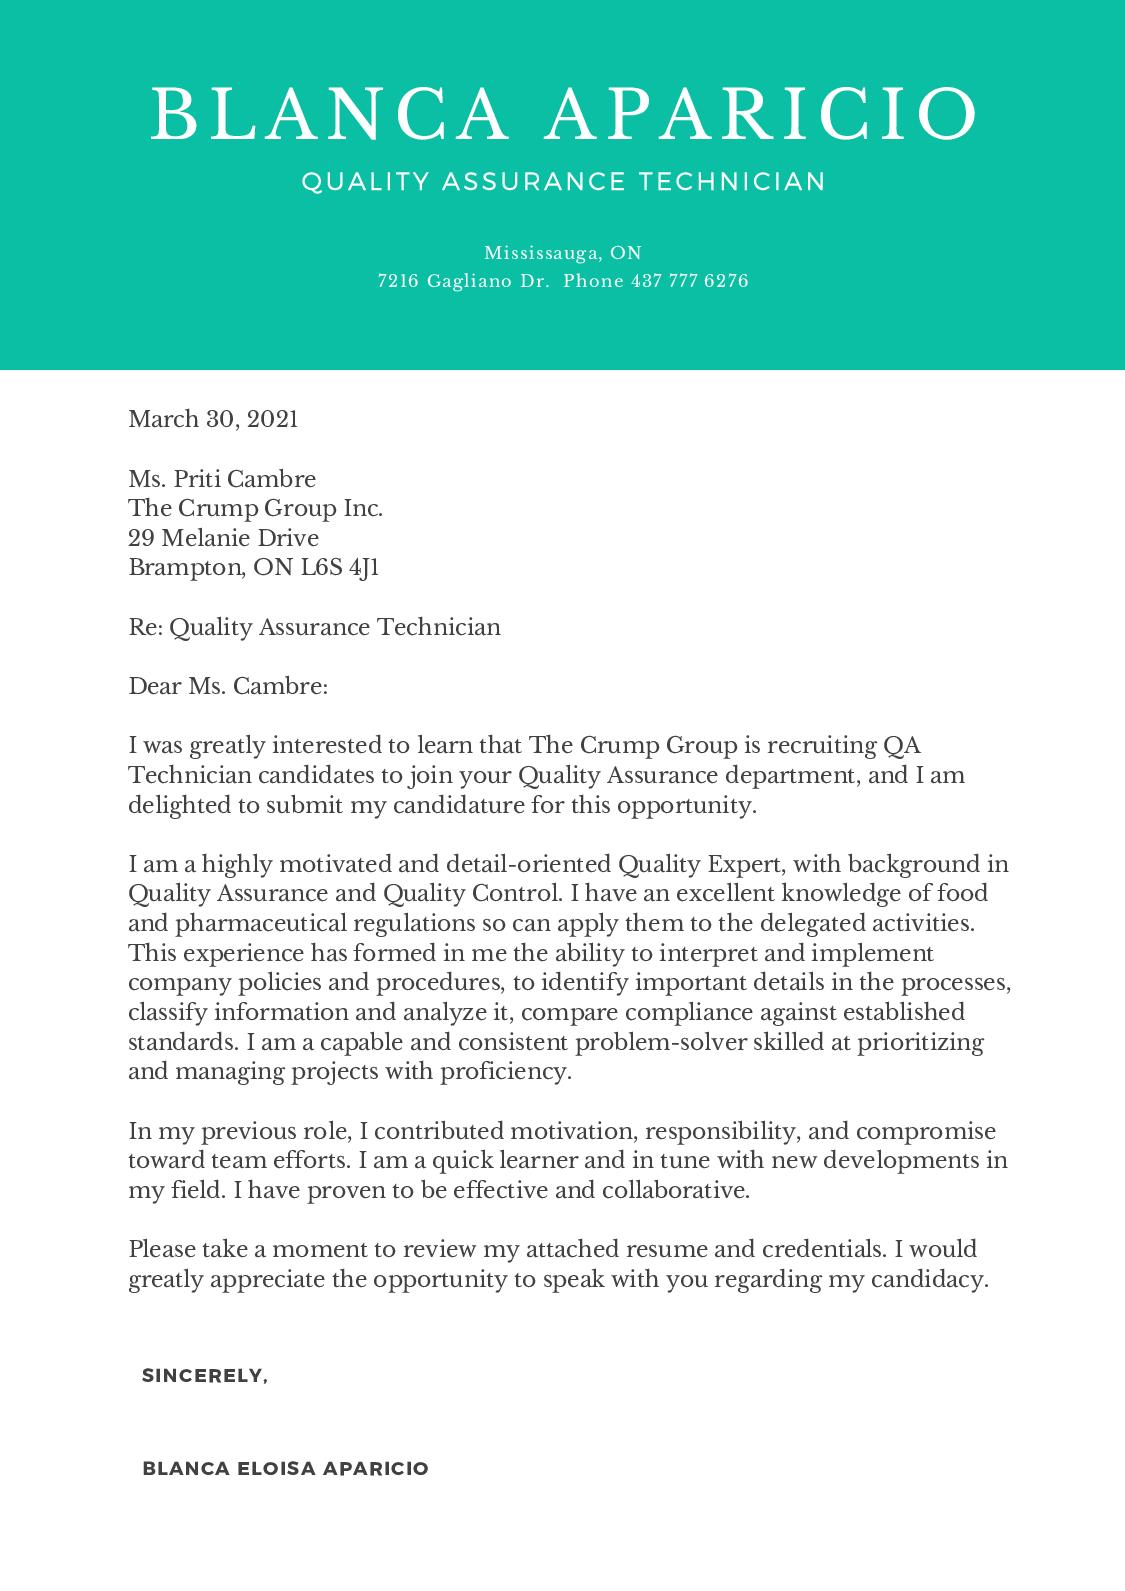 BLANCA APARICIO
QUALITY ASSURANCE TECHNICIAN
Mississauga, ON
7216 Gagliano Dr.  Phone 437 777 6276
March 30, 2021
Ms. Priti Cambre
The Crump Group Inc.
29 Melanie Drive
Brampton, ON L6S 4J1
Re: Quality Assurance Technician
Dear Ms. Cambre:
I was greatly interested to learn that The Crump Group is recruiting QA
Technician candidates to join your Quality Assurance department, and I am
delighted to submit my candidature for this opportunity.
I am a highly motivated and detail-oriented Quality Expert, with background in
Quality Assurance and Quality Control. I have an excellent knowledge of food
and pharmaceutical regulations so can apply them to the delegated activities.
This experience has formed in me the ability to interpret and implement
company policies and procedures, to identify important details in the processes,
classify information and analyze it, compare compliance against established
standards. I am a capable and consistent problem-solver skilled at prioritizing
and managing projects with proficiency.
In my previous role, I contributed motivation, responsibility, and compromise
toward team efforts. I am a quick learner and in tune with new developments in
my field. I have proven to be effective and collaborative.
Please take a moment to review my attached resume and credentials. I would
greatly appreciate the opportunity to speak with you regarding my candidacy.
SINCERELY,
BLANCA ELOISA APARICIO